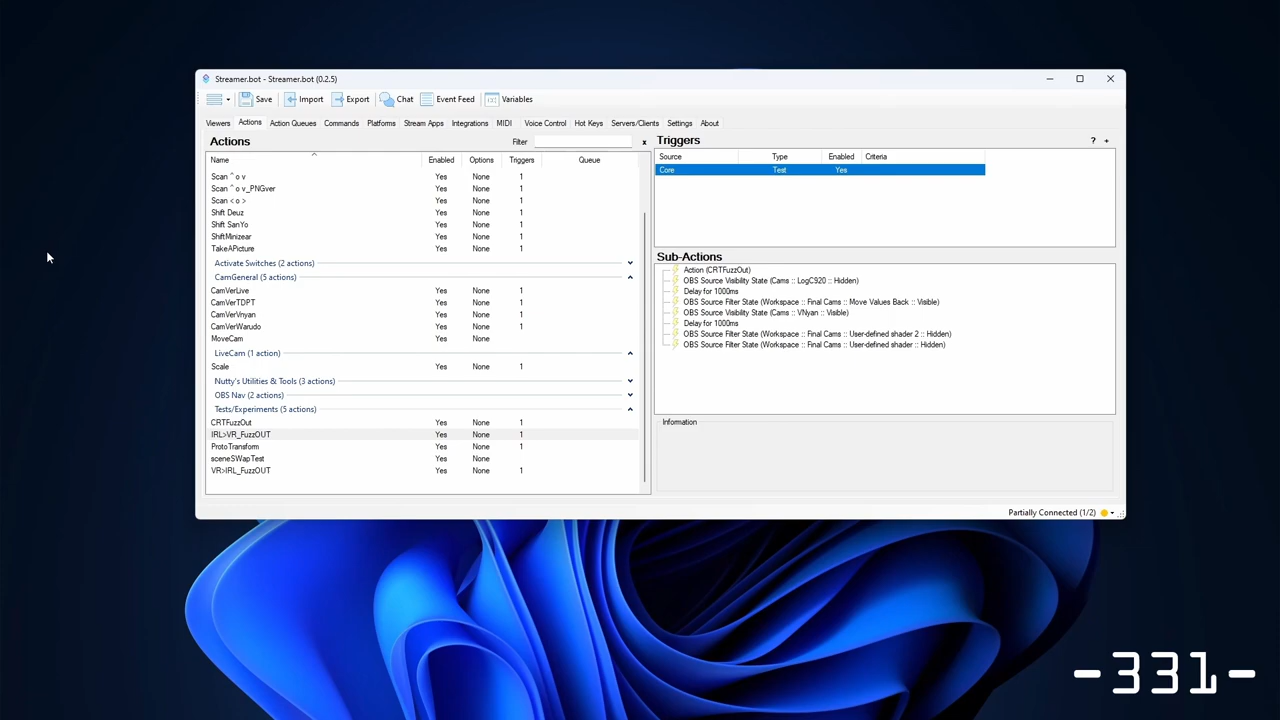 Streamer.bot - Streamer.bot (0.2.5)
Save Import Export Chat Event Feed Variables
Viewers Actions Action Queues Commands Platforms Stream Apps Integrations MIDI Voice Control Hot Keys Servers/Clients Settings About
Actions Filter x
Name Enabled Options Triggers Queue
Scan ^ o v Yes None 1
Scan ^ o v_PNGver Yes None 1
Scan < o > Yes None 1
Shift Deuz Yes None 1
Shift SanYo Yes None 1
ShiftMinizear Yes None 1
TakeAPicture Yes None 1
Activate Switches (2 actions)
CamGeneral (5 actions)
CamVerLive Yes None 1
CamVerTDPT Yes None 1
CamVerVnyan Yes None 1
CamVerWarudo Yes None 1
MoveCam Yes None
LiveCam (1 action)
Scale Yes None 1
Nutty's Utilities & Tools (3 actions)
OBS Nav (2 actions)
Tests/Experiments (5 actions)
CRTFuzzOut Yes None 1
IRL>VR_FuzzOUT Yes None 1
ProtoTransform Yes None 1
sceneSWapTest Yes None
VR>IRL_FuzzOUT Yes None 1
Triggers ? +
Source Type Enabled Criteria
Core Test Yes
Sub-Actions
Action (CRTFuzzOut)
OBS Source Visibility State (Cams :: LogC920 :: Hidden)
Delay for 1000ms
OBS Source Filter State (Workspace :: Final Cams :: Move Values Back :: Visible)
OBS Source Visibility State (Cams :: VNyan :: Visible)
Delay for 1000ms
OBS Source Filter State (Workspace :: Final Cams :: User-defined shader 2 :: Hidden)
OBS Source Filter State (Workspace :: Final Cams :: User-defined shader :: Hidden)
Information
Partially Connected (1/2)
-331-